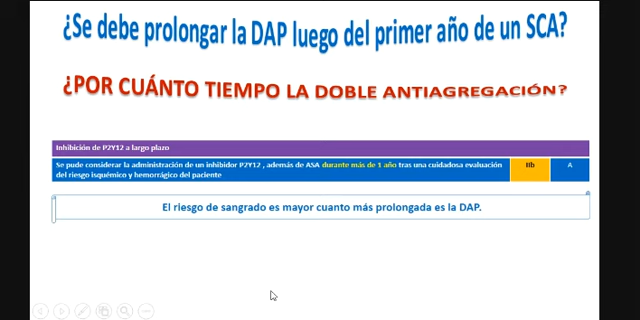 ¿Se debe prolongar la DAP luego del primer año de un SCA?
¿POR CUÁNTO TIEMPO LA DOBLE ANTIAGREGACIÓN?
Inhibición de P2Y12 a largo plazo
Se pude considerar la administración de un inhibidor P2Y12 , además de ASA durante más de 1 año tras una cuidadosa evaluación
del riesgo isquémico y hemorrágico del paciente
IIb
A
El riesgo de sangrado es mayor cuanto más prolongada es la DAP.